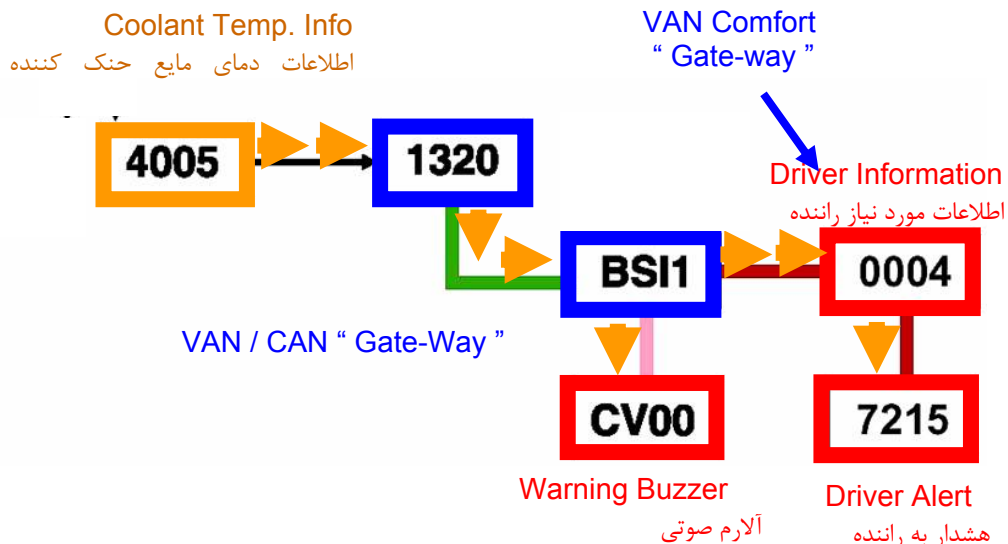 Coolant Temp. Info
اطلاعات دمای مایع حنک کننده
VAN Comfort
“ Gate-way ”
4005
1320
Driver Information
اطلاعات مورد نیاز راننده
BSI1
0004
VAN / CAN “ Gate-Way ”
CV00
7215
Warning Buzzer
آلارم صوتی
Driver Alert
هشدار به راننده